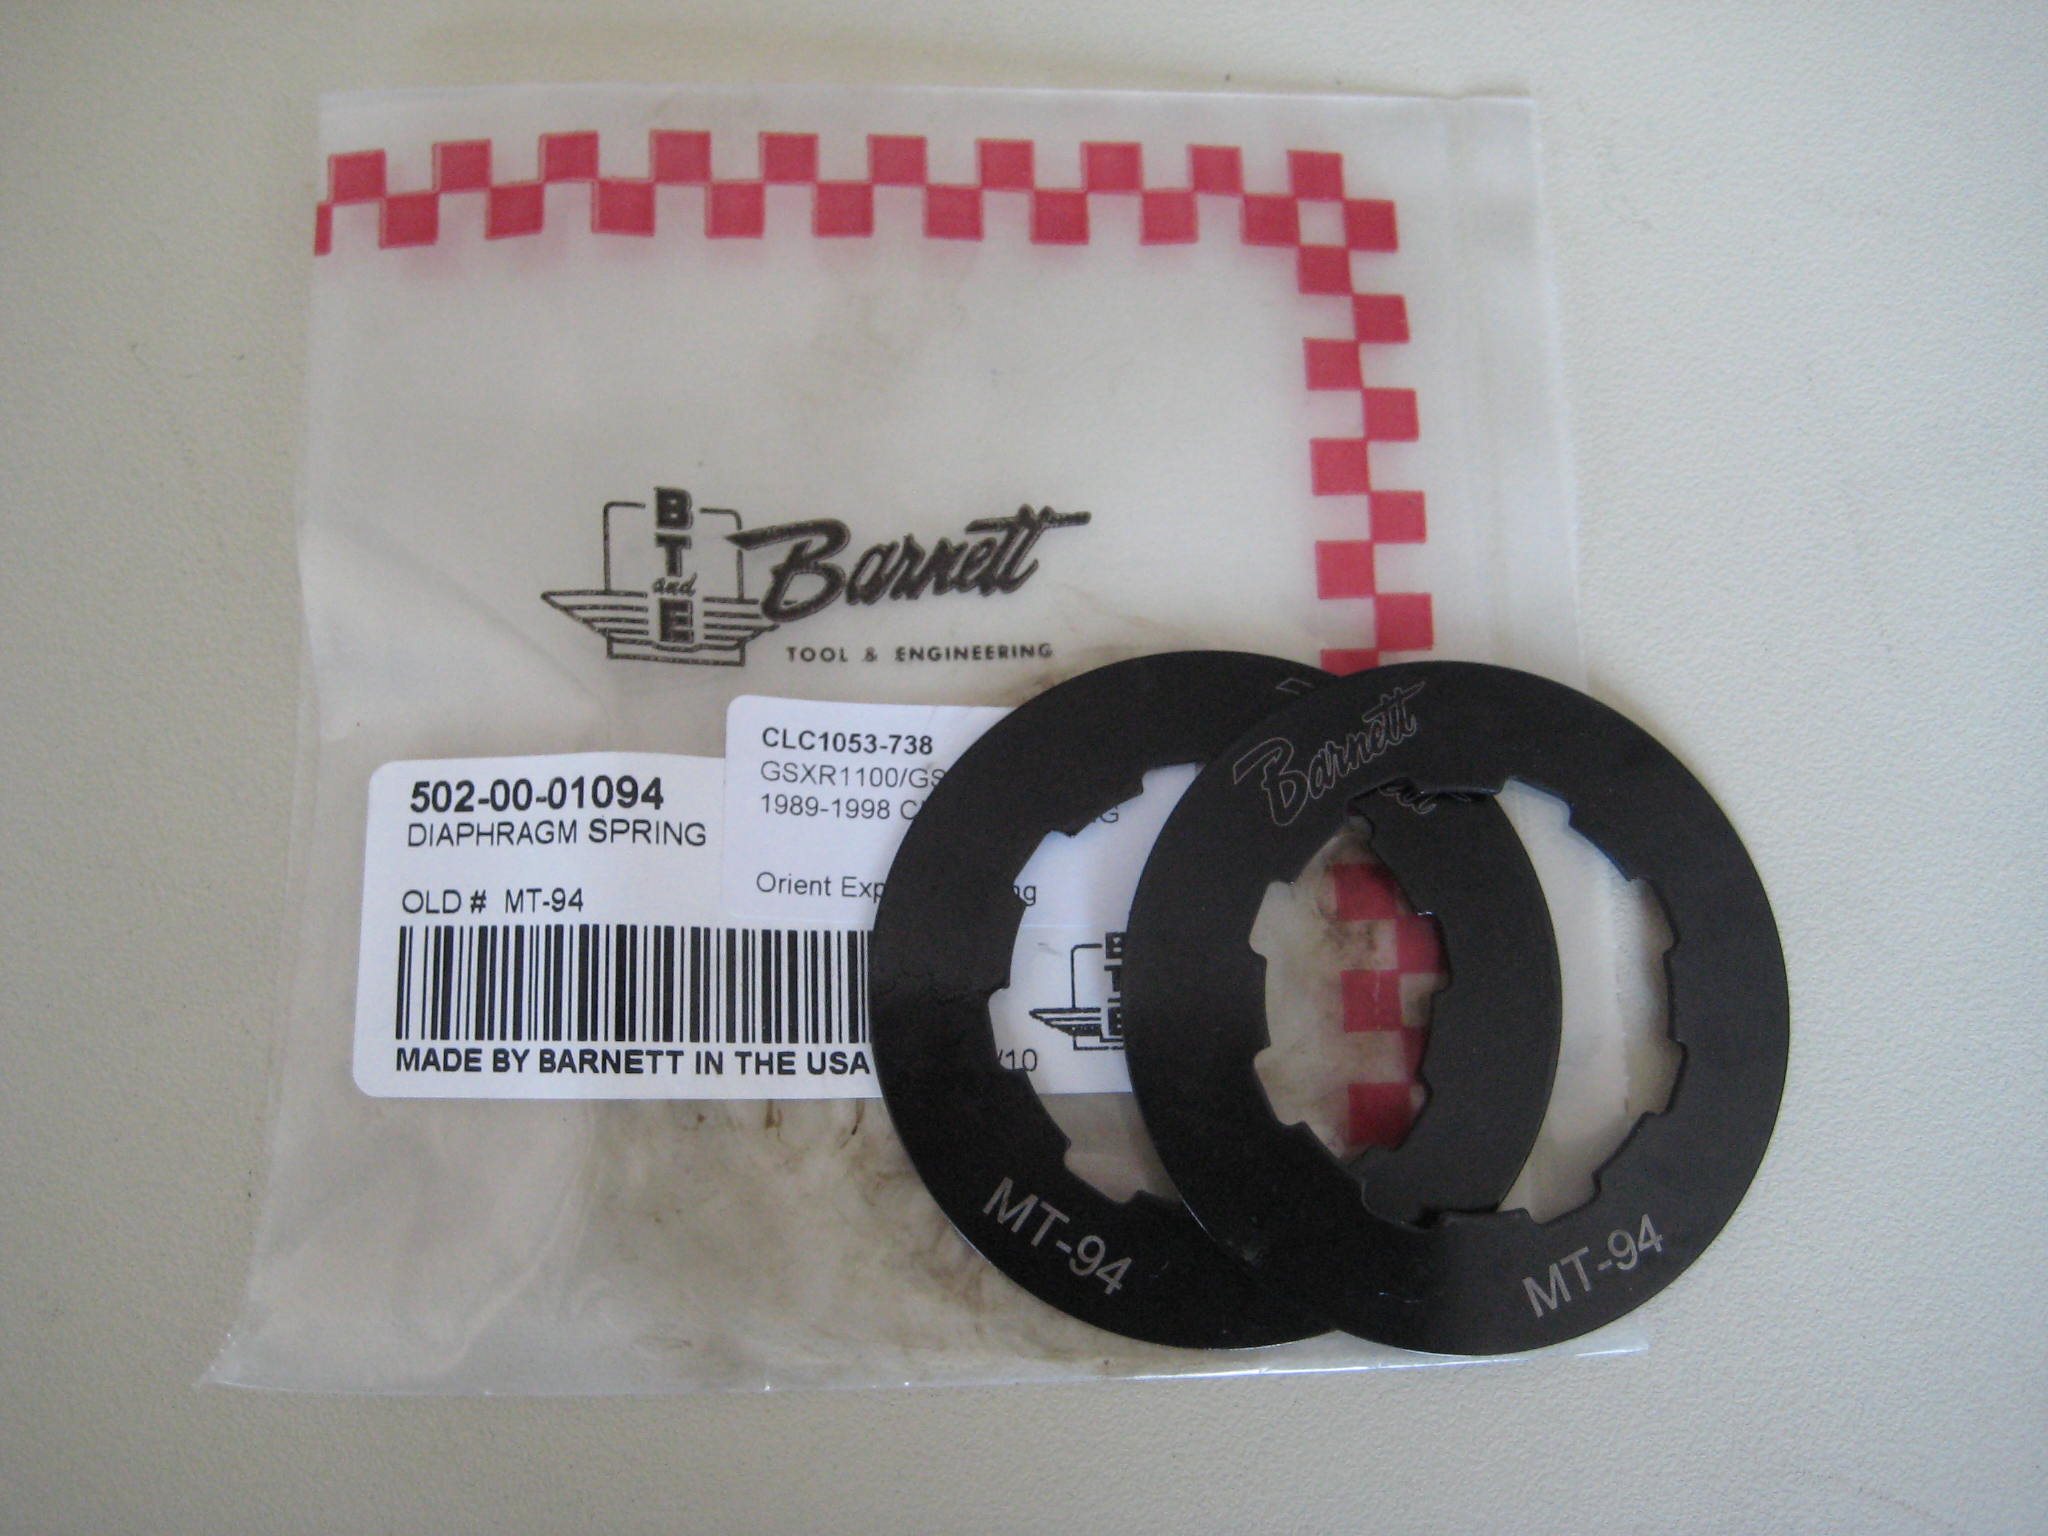 B
T
and
E
Barnett
TOOL & ENGINEERING
CLC1053-738
GSXR1100/GS
1989-1998
Orient
502-00-01094
DIAPHRAGM SPRING
OLD # MT-94
MADE BY BARNETT IN THE USA /10
Barnett
MT-94
MT-94